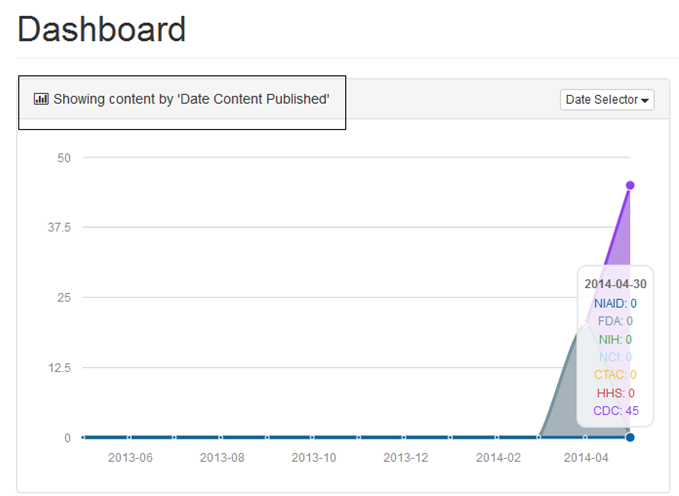 Dashboard
Showing content by 'Date Content Published'
Date Selector
50
37.5
25
12.5
0
2014-04-30
NIAID: 0
FDA: 0
NIH: 0
NCI: 0
CTAC: 0
HHS: 0
CDC: 45
2013-06 2013-08 2013-10 2013-12 2014-02 2014-04